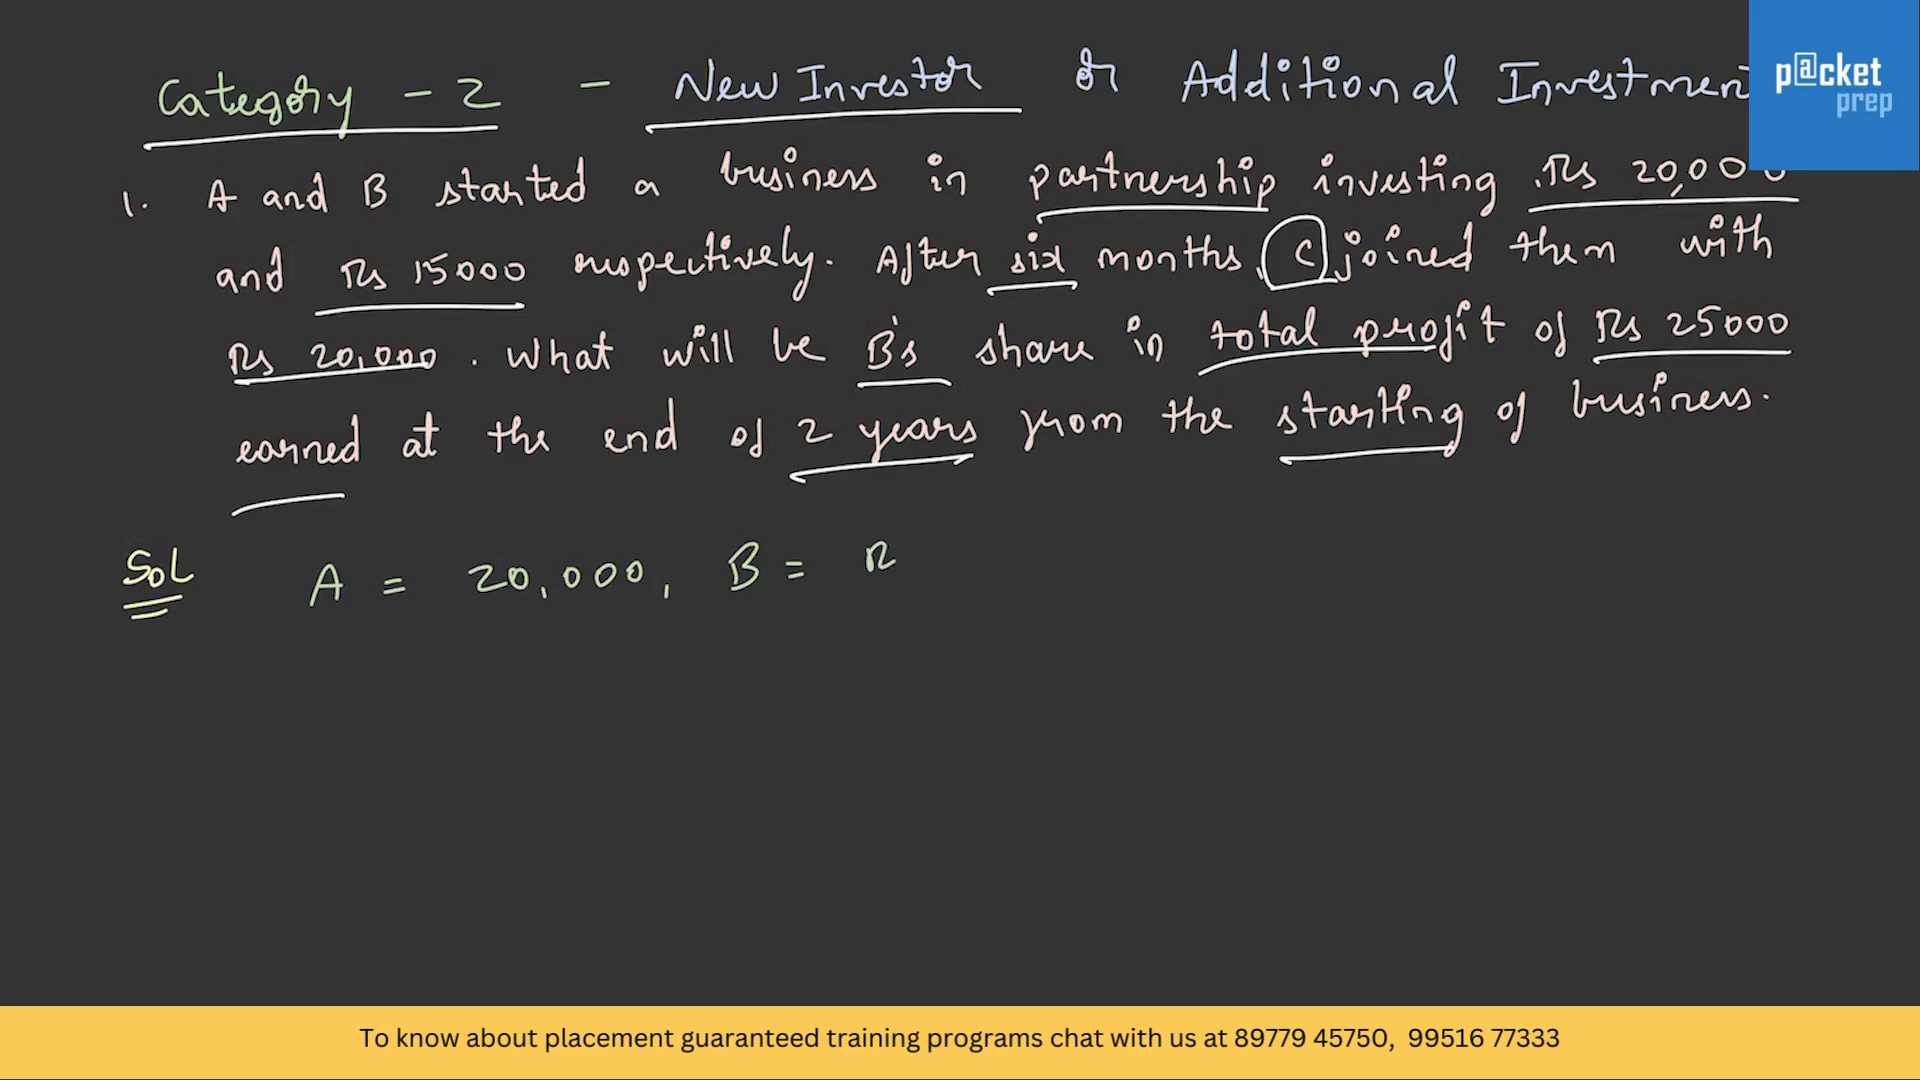 Category - 2 - New Investor or Additional Investment
p@cket
prep
1. A and B started a business in partnership investing Rs 20,000
and Rs 15000 respectively. After six months, C joined them with
Rs 20,000. What will be B's share in total profit of Rs 25000
earned at the end of 2 years from the starting of business.
Sol A = 20,000, B = R
To know about placement guaranteed training programs chat with us at 89779 45750, 99516 77333